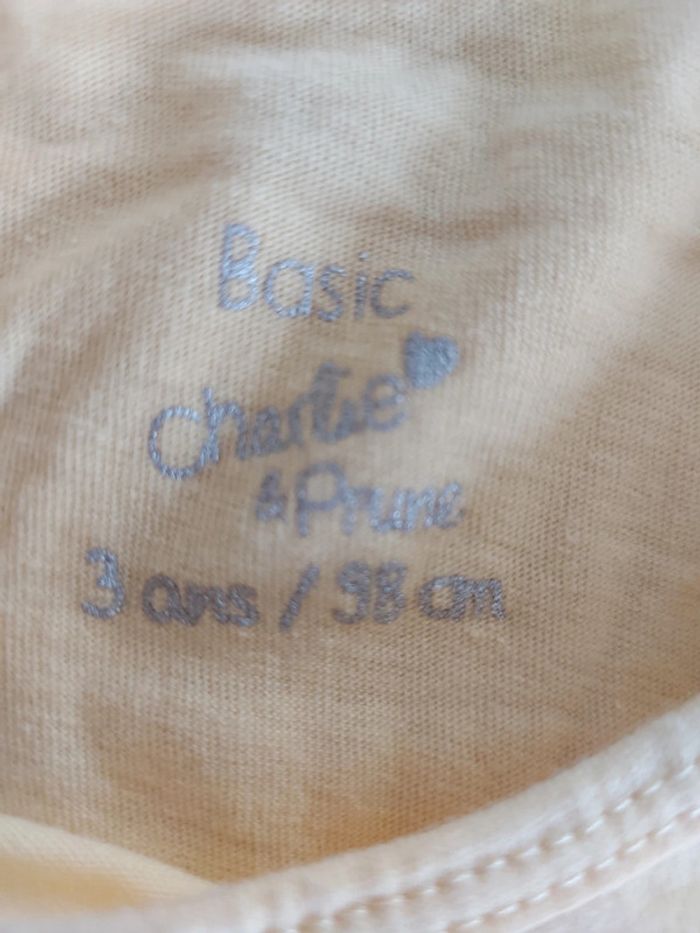 Basic
Charlie
& Prune
3 ans / 98 cm